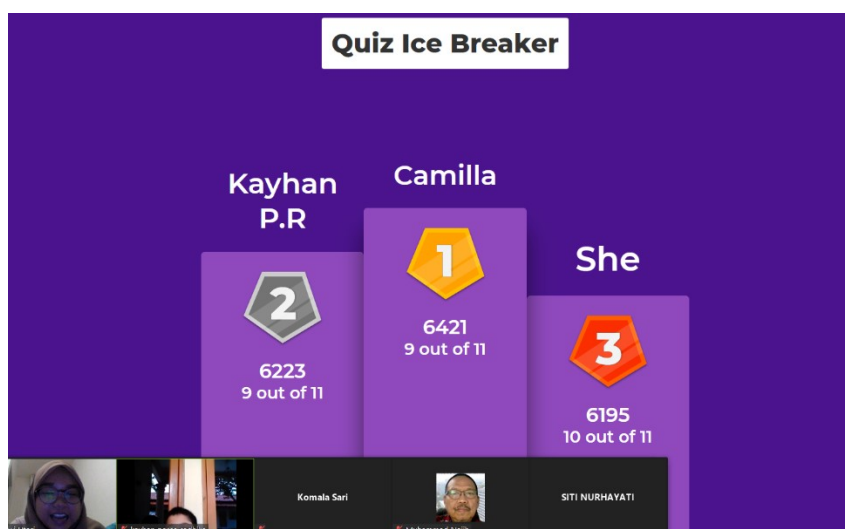 Quiz Ice Breaker
Kayhan
P.R
Camilla
She
2
1
3
6223
9 out of 11
6421
9 out of 11
6195
10 out of 11
Komala Sari
SITI NURHAYATI